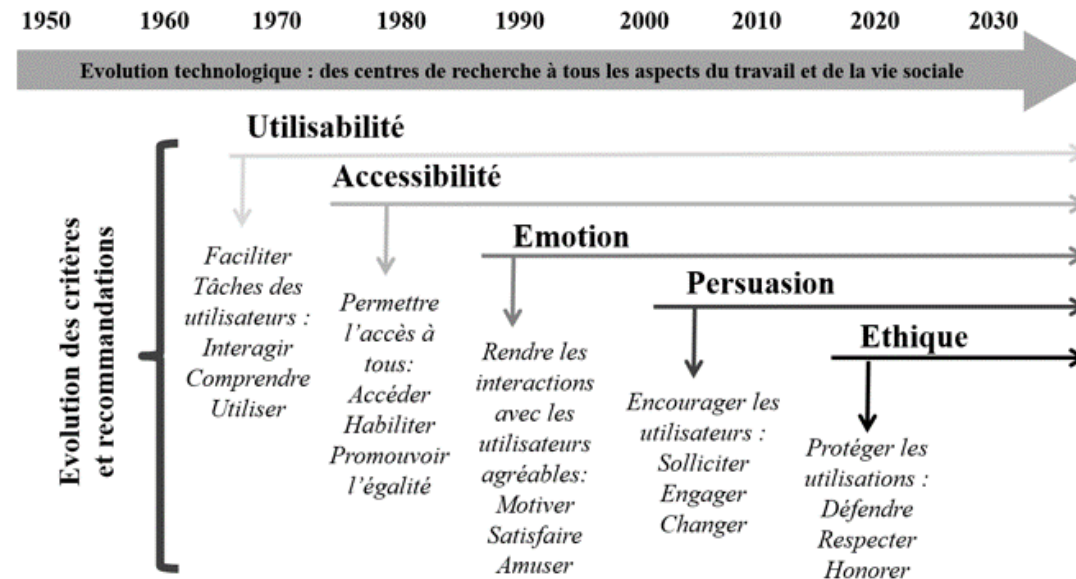 1950 1960 1970 1980 1990 2000 2010 2020 2030
Evolution technologique : des centres de recherche à tous les aspects du travail et de la vie sociale
Evolution des critères
et recommandations
Utilisabilité
Faciliter
Tâches des
utilisateurs :
Interagir
Comprendre
Utiliser
Accessibilité
Permettre
l'accès à
tous:
Accéder
Habiliter
Promouvoir
l'égalité
Emotion
Rendre les
interactions
avec les
utilisateurs
agréables:
Motiver
Satisfaire
Amuser
Persuasion
Encourager les
utilisateurs :
Solliciter
Engager
Changer
Ethique
Protéger les
utilisations :
Défendre
Respecter
Honorer